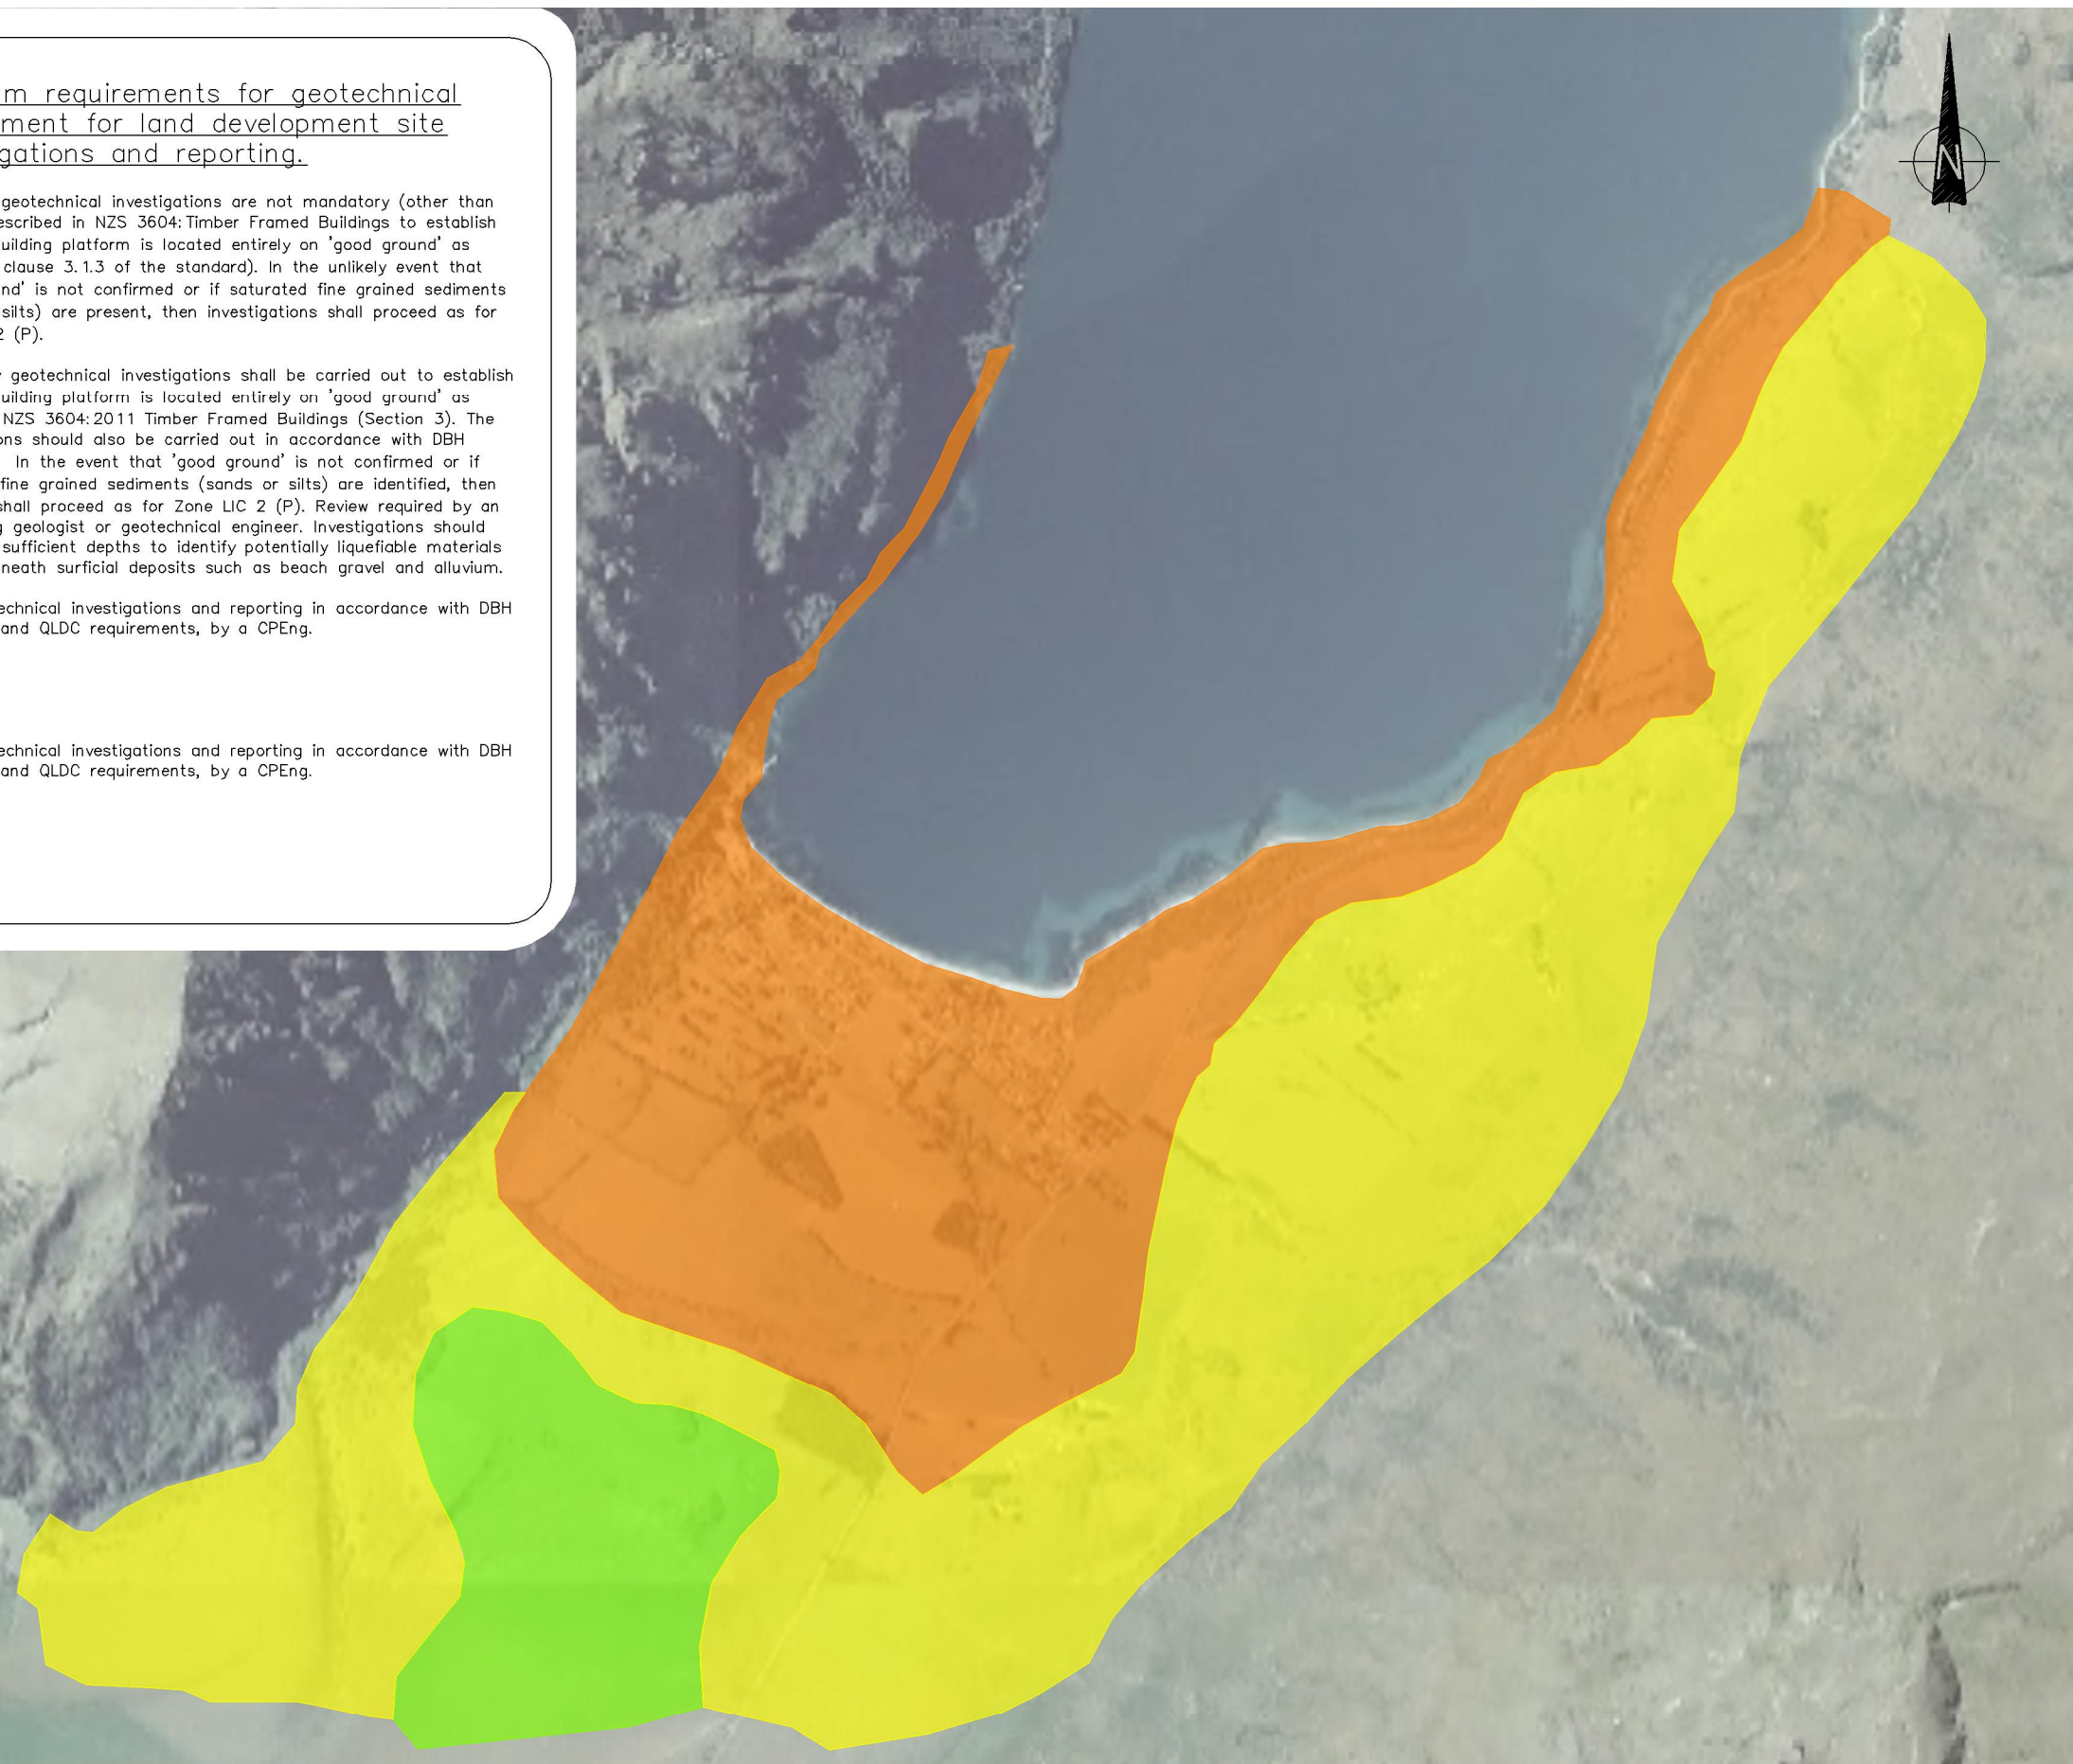 m requirements for geotechnical
ment for land development site
gations and reporting.
geotechnical investigations are not mandatory (other than
escribed in NZS 3604:Timber Framed Buildings to establish
uilding platform is located entirely on 'good ground' as
clause 3.1.3 of the standard). In the unlikely event that
nd' is not confirmed or if saturated fine grained sediments
silts) are present, then investigations shall proceed as for
2 (P).
y geotechnical investigations shall be carried out to establish
uilding platform is located entirely on 'good ground' as
NZS 3604:2011 Timber Framed Buildings (Section 3). The
ons should also be carried out in accordance with DBH
In the event that 'good ground' is not confirmed or if
fine grained sediments (sands or silts) are identified, then
shall proceed as for Zone LIC 2 (P). Review required by an
g geologist or geotechnical engineer. Investigations should
sufficient depths to identify potentially liquefiable materials
neath surficial deposits such as beach gravel and alluvium.
echnical investigations and reporting in accordance with DBH
and QLDC requirements, by a CPEng.
echnical investigations and reporting in accordance with DBH
and QLDC requirements, by a CPEng.
N